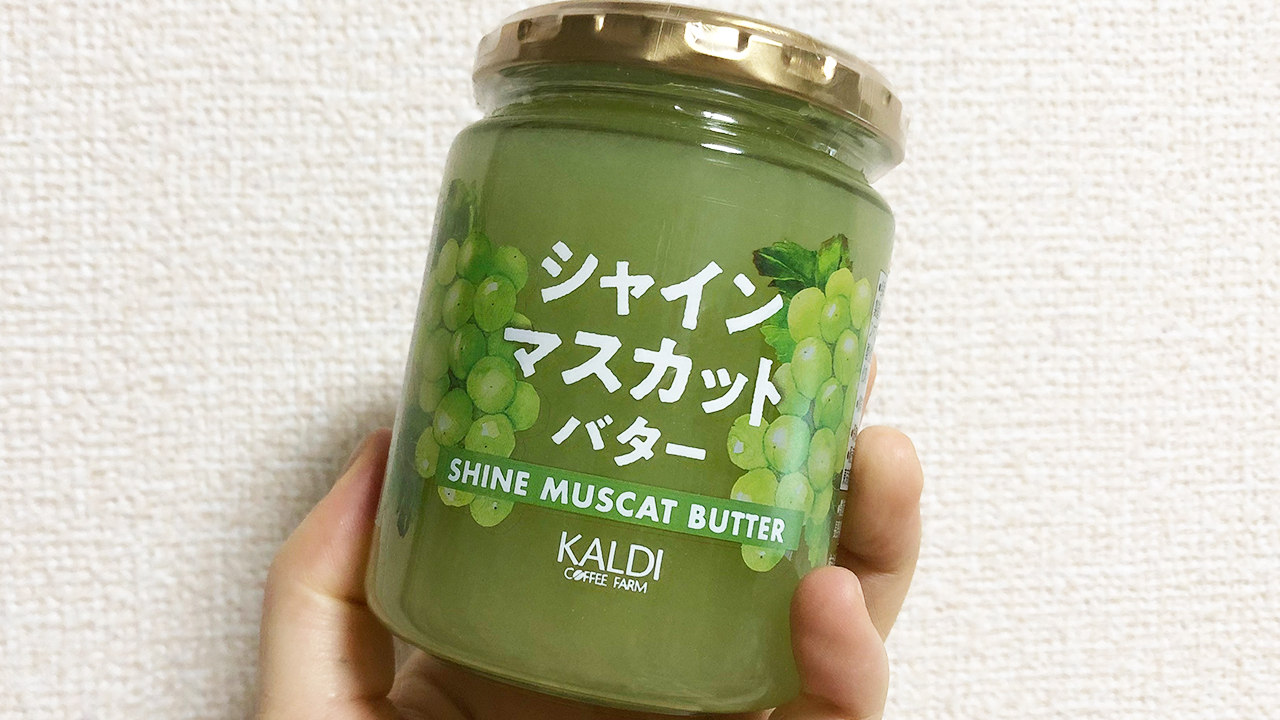 シャイン
マスカット
バター
SHINE MUSCAT BUTTER
KALDI
COFFEE FARM